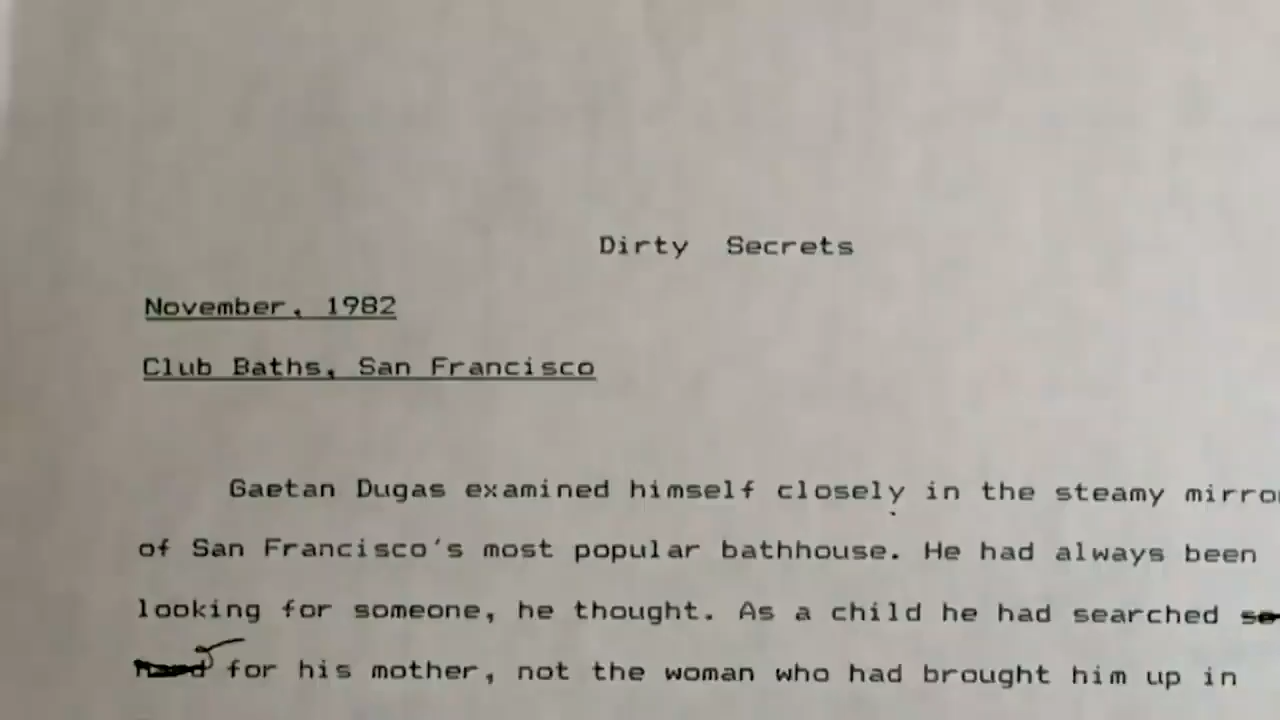 Dirty Secrets
November, 1982
Club Baths, San Francisco
Gaetan Dugas examined himself closely in the steamy mirro
of San Francisco's most popular bathhouse. He had always been
looking for someone, he thought. As a child he had searched
for his mother, not the woman who had brought him up in